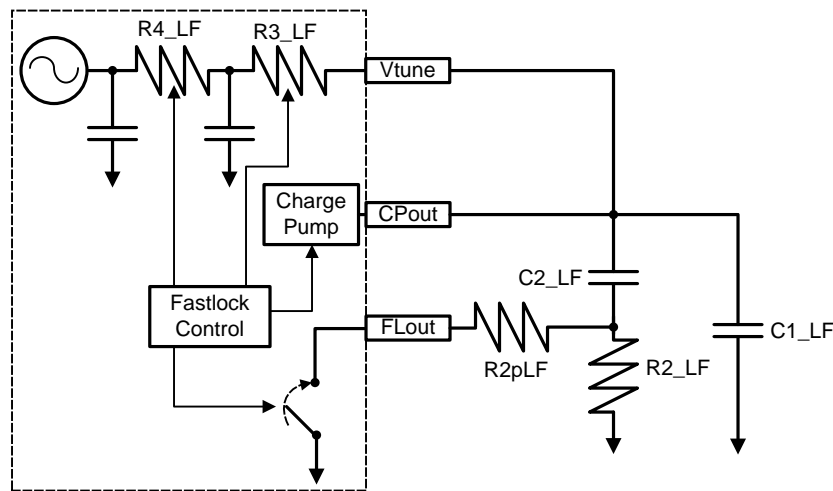 R4_LF
R3_LF
Vtune
Charge
Pump
CPout
C2_LF
Fastlock
Control
FLout
R2pLF
R2_LF
C1_LF